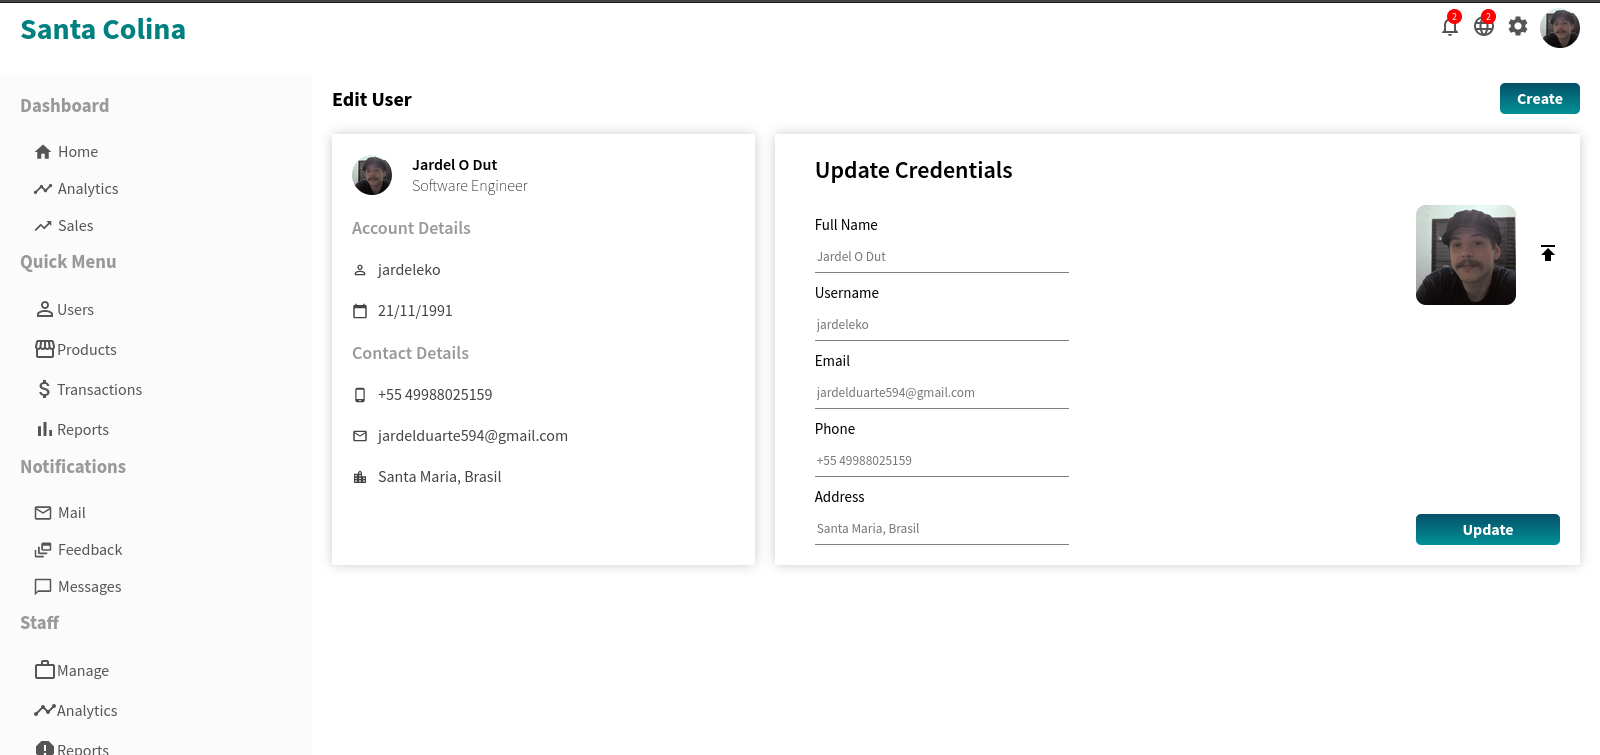 Santa Colina
2
2
Dashboard
Home
Analytics
Sales
Quick Menu
Users
Products
Transactions
Reports
Notifications
Mail
Feedback
Messages
Staff
Manage
Analytics
Reports
Edit User
Create
Jardel O Dut
Software Engineer
Account Details
jardeleko
21/11/1991
Contact Details
+55 49988025159
jardelduarte594@gmail.com
Santa Maria, Brasil
Update Credentials
Full Name
Jardel O Dut
Username
jardeleko
Email
jardelduarte594@gmail.com
Phone
+55 49988025159
Address
Santa Maria, Brasil
Update